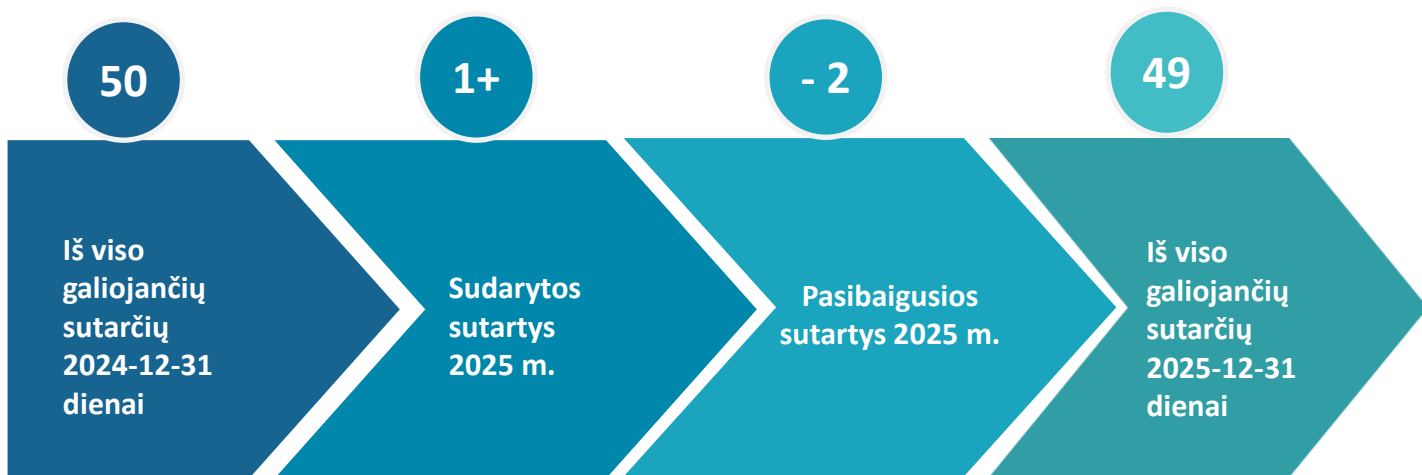 50
1+
- 2
49
Iš viso
galiojančių
sutarčių
2024-12-31
dienai
Sudarytos
sutartys
2025 m.
Pasibaigusios
sutartys 2025 m.
Iš viso
galiojančių
sutarčių
2025-12-31
dienai